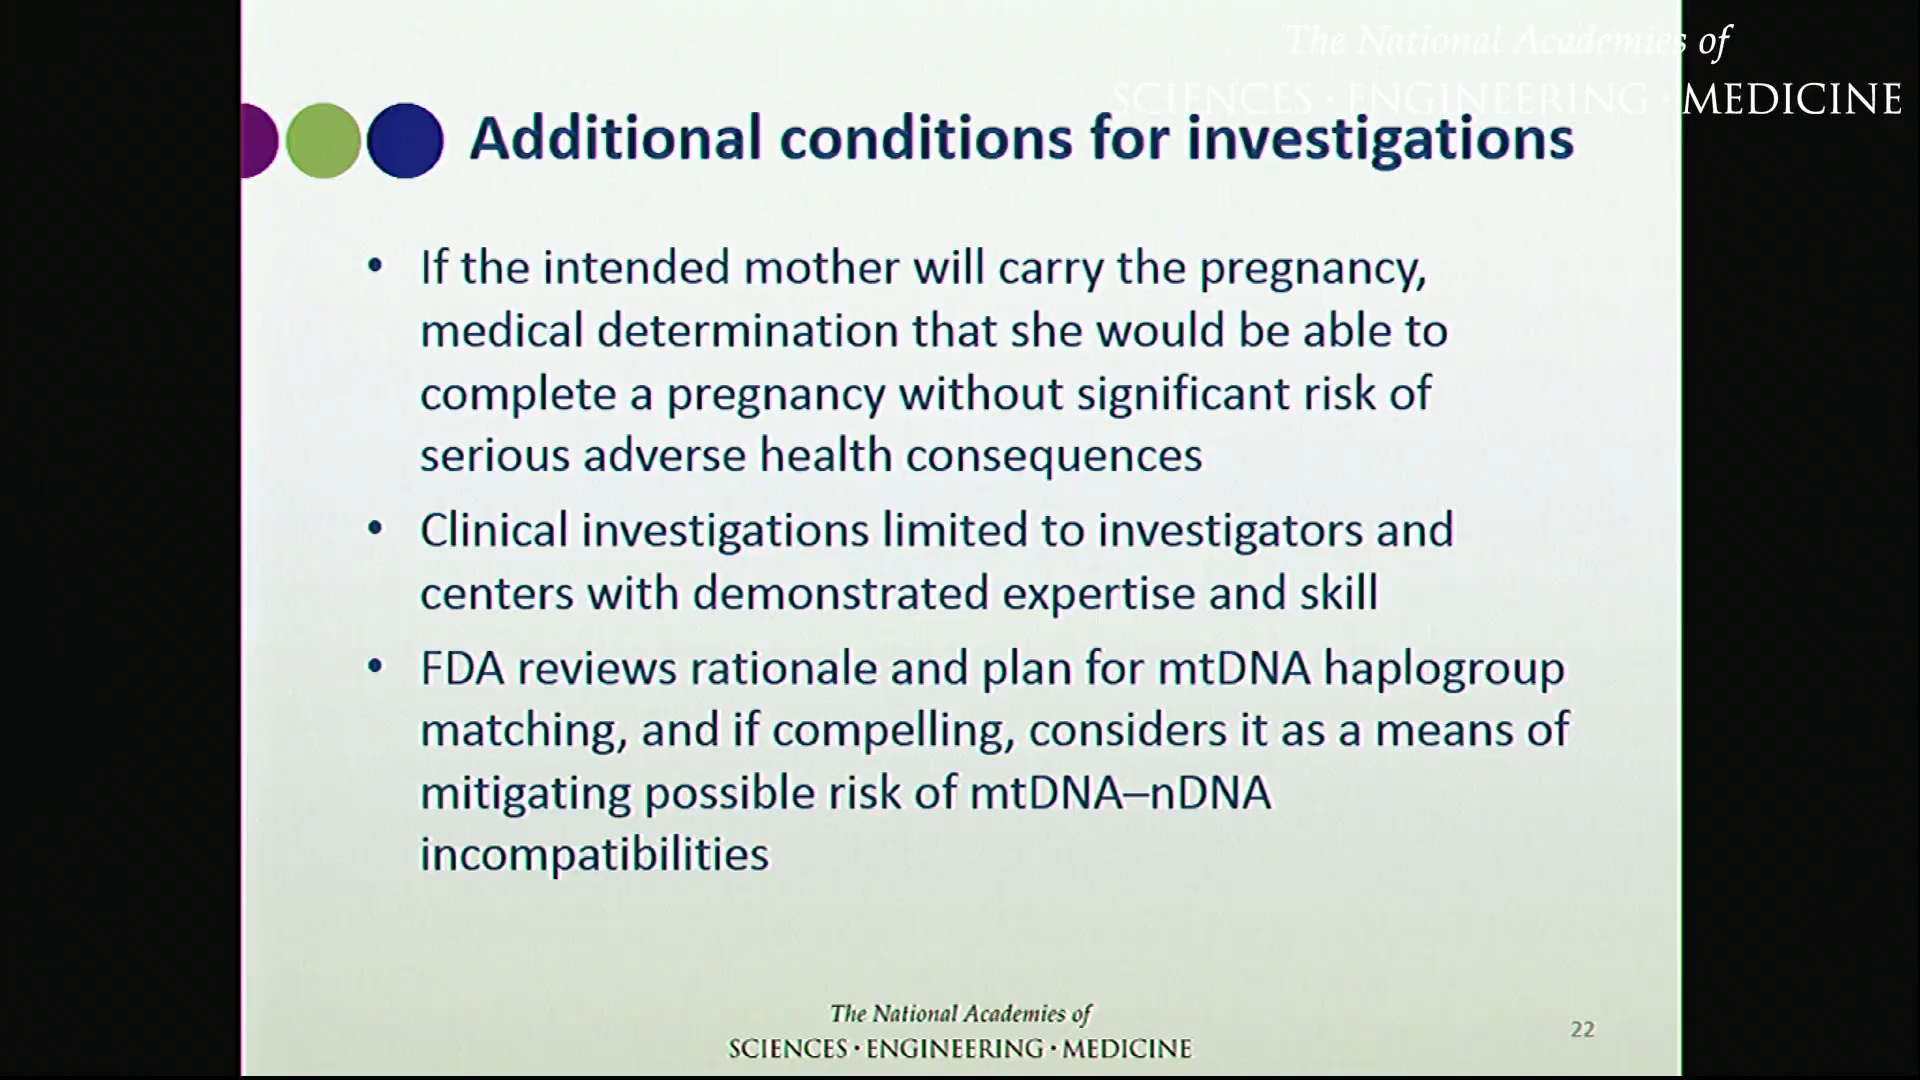 The National Academies of
SCIENCES · ENGINEERING · MEDICINE
Additional conditions for investigations
• If the intended mother will carry the pregnancy,
medical determination that she would be able to
complete a pregnancy without significant risk of
serious adverse health consequences
• Clinical investigations limited to investigators and
centers with demonstrated expertise and skill
• FDA reviews rationale and plan for mtDNA haplogroup
matching, and if compelling, considers it as a means of
mitigating possible risk of mtDNA–nDNA
incompatibilities
The National Academies of
SCIENCES · ENGINEERING · MEDICINE
22